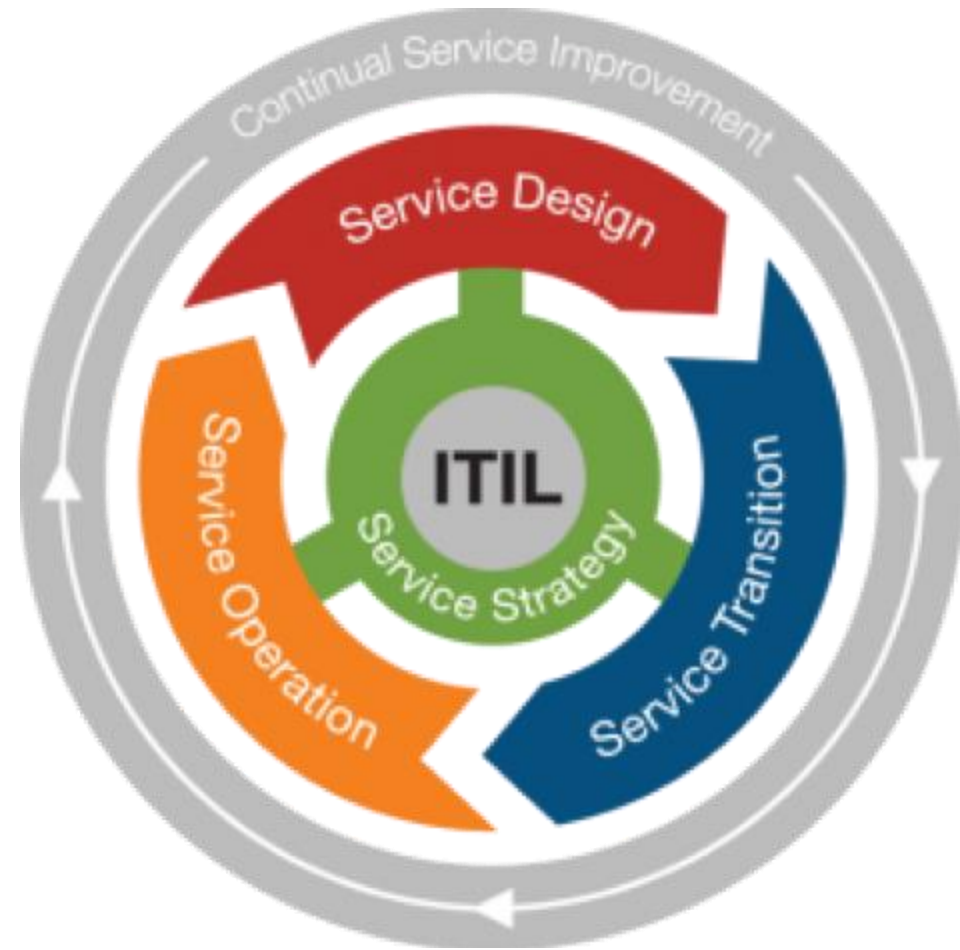 Continual Service Improvement
Service Design
Service Transition
Service Operation
Service Strategy
ITIL